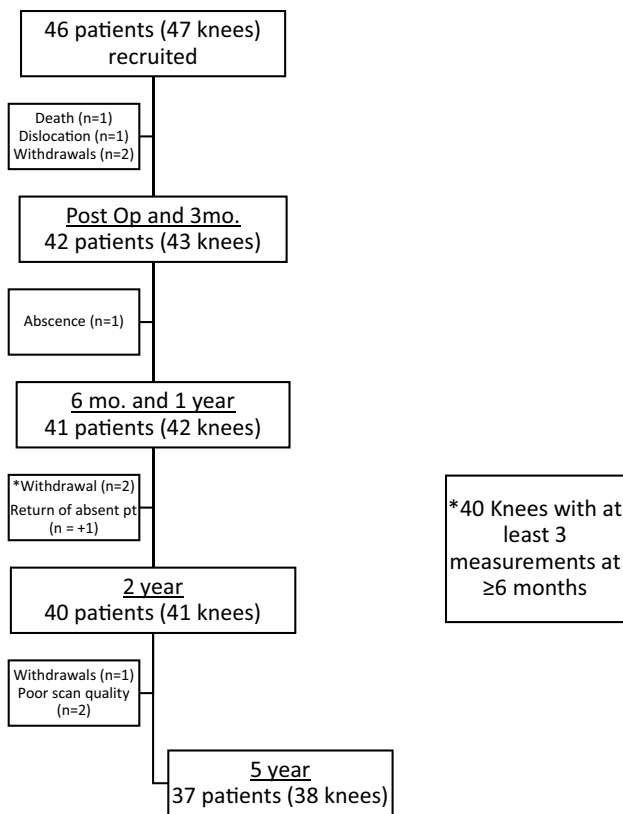 46 patients (47 knees)
recruited
Death (n=1)
Dislocation (n=1)
Withdrawals (n=2)
Post Op and 3mo.
42 patients (43 knees)
Abscence (n=1)
6 mo. and 1 year
41 patients (42 knees)
*Withdrawal (n=2)
Return of absent pt
(n = +1)
*40 Knees with at
least 3
measurements at
≥6 months
2 year
40 patients (41 knees)
Withdrawals (n=1)
Poor scan quality
(n=2)
5 year
37 patients (38 knees)